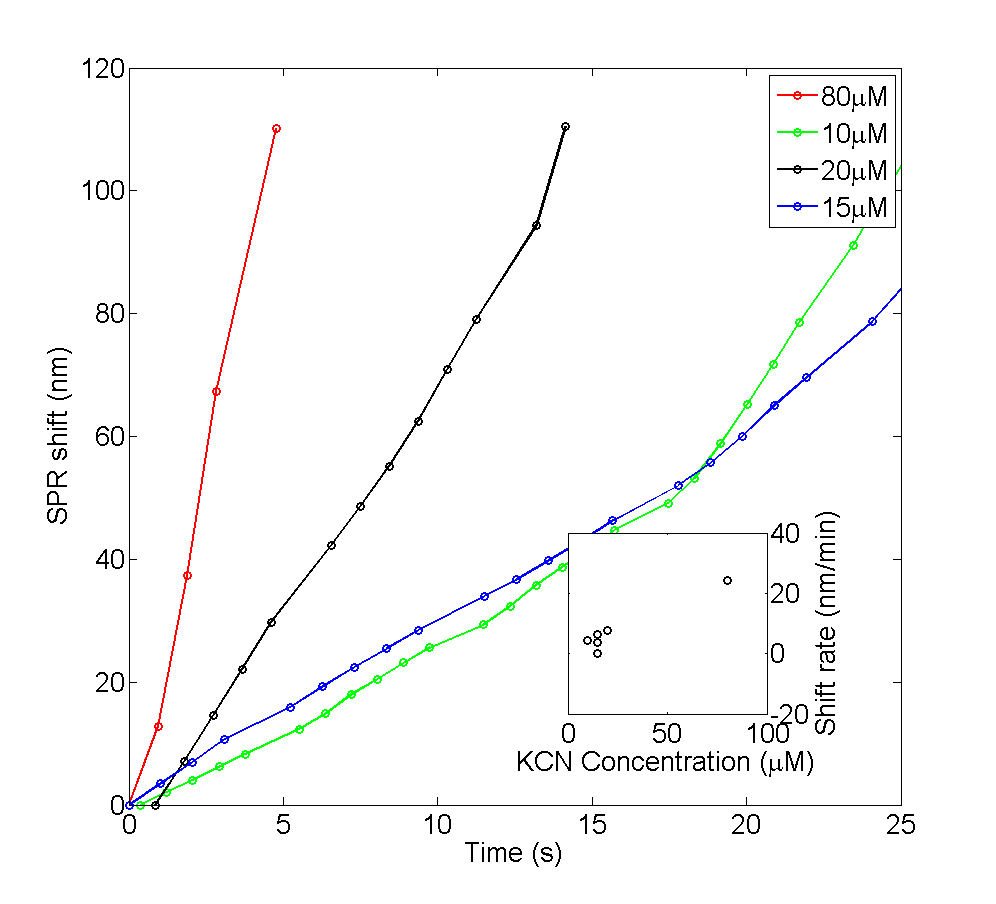 120
100
80
60
40
20
0
SPR shift (nm)
0
5
10
15
20
25
Time (s)
80μM
10μM
20μM
15μM
40
20
0
-20
Shift rate (nm/min)
0
50
100
KCN Concentration (μM)